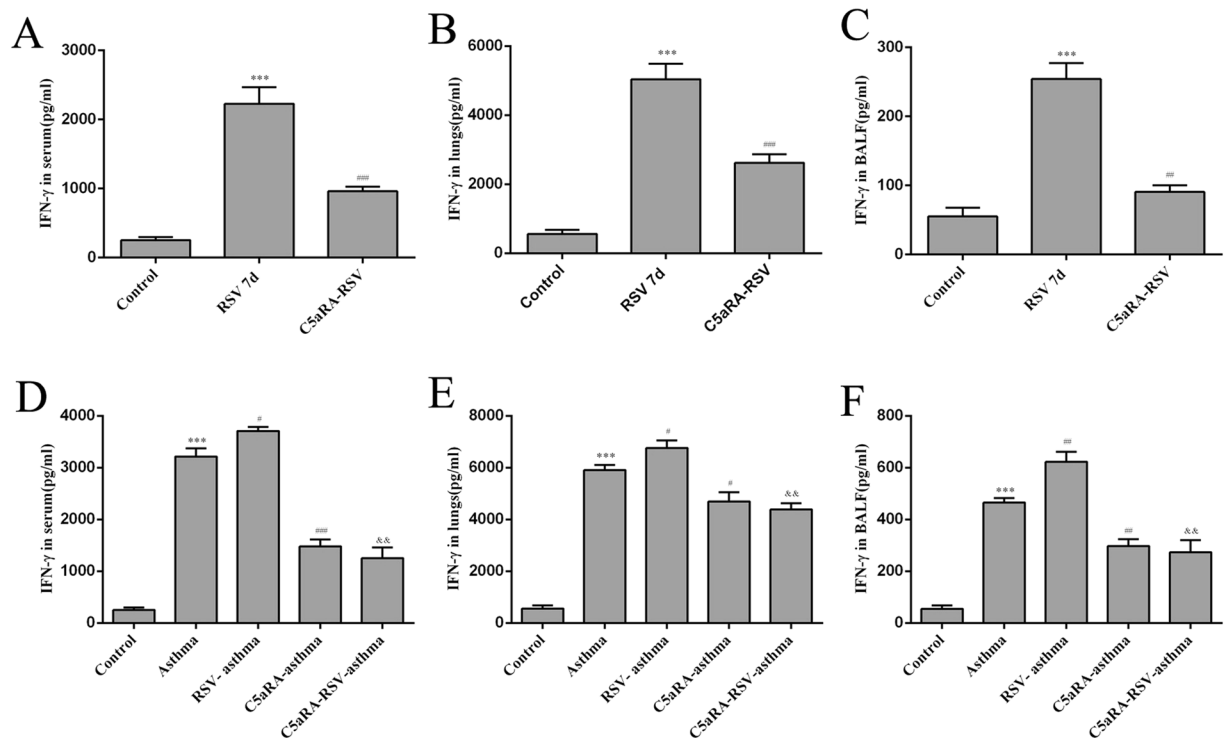 A
IFN-γ in serum(pg/ml)
3000
2000
1000
0
***
###
Control
RSV 7d
C5aRA-RSV
B
IFN-γ in lungs(pg/ml)
6000
4000
2000
0
***
###
Control
RSV 7d
C5aRA-RSV
C
IFN-γ in BALF(pg/ml)
300
200
100
0
***
##
Control
RSV 7d
C5aRA-RSV
D
IFN-γ in serum(pg/ml)
4000
3000
2000
1000
0
***
#
###
&&
Control
Asthma
RSV- asthma
C5aRA-asthma
C5aRA-RSV-asthma
E
IFN-γ in lungs(pg/ml)
8000
6000
4000
2000
0
***
#
#
&&
Control
Asthma
RSV- asthma
C5aRA-asthma
C5aRA-RSV-asthma
F
IFN-γ in BALF(pg/ml)
800
600
400
200
0
***
##
##
&&
Control
Asthma
RSV- asthma
C5aRA-asthma
C5aRA-RSV-asthma